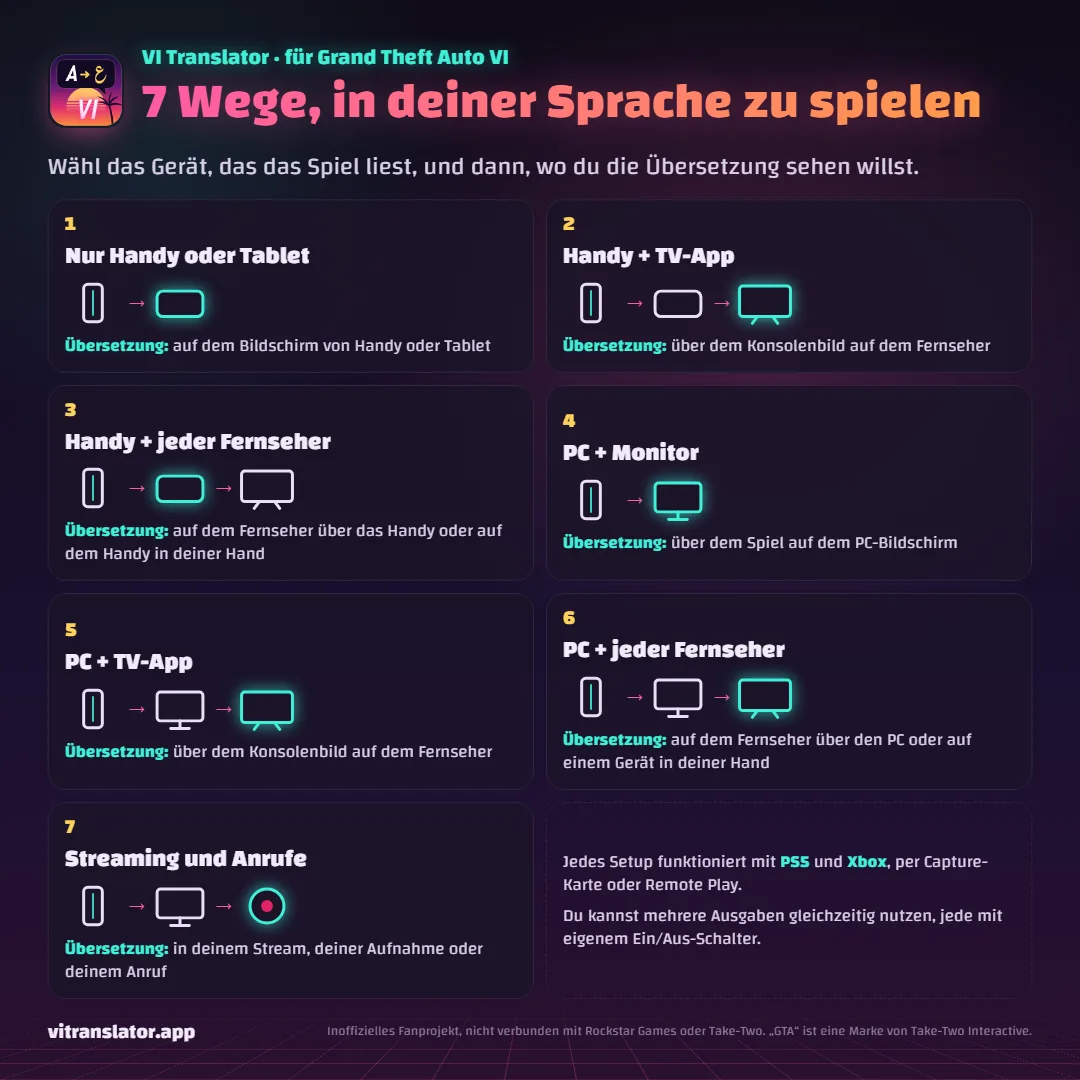 A→ع
VI
VI Translator · für Grand Theft Auto VI
7 Wege, in deiner Sprache zu spielen
Wähl das Gerät, das das Spiel liest, und dann, wo du die Übersetzung sehen willst.
1
Nur Handy oder Tablet
→
Übersetzung: auf dem Bildschirm von Handy oder Tablet
2
Handy + TV-App
→ →
Übersetzung: über dem Konsolenbild auf dem Fernseher
3
Handy + jeder Fernseher
→ →
Übersetzung: auf dem Fernseher über das Handy oder auf
dem Handy in deiner Hand
4
PC + Monitor
→
Übersetzung: über dem Spiel auf dem PC-Bildschirm
5
PC + TV-App
→ →
Übersetzung: über dem Konsolenbild auf dem Fernseher
6
PC + jeder Fernseher
→ →
Übersetzung: auf dem Fernseher über den PC oder auf
einem Gerät in deiner Hand
7
Streaming und Anrufe
→ →
Übersetzung: in deinem Stream, deiner Aufnahme oder
deinem Anruf
Jedes Setup funktioniert mit PS5 und Xbox, per Capture-
Karte oder Remote Play.
Du kannst mehrere Ausgaben gleichzeitig nutzen, jede mit
eigenem Ein/Aus-Schalter.
vitranslator.app
Inoffizielles Fanprojekt, nicht verbunden mit Rockstar Games oder Take-Two. „GTA“ ist eine Marke von Take-Two Interactive.